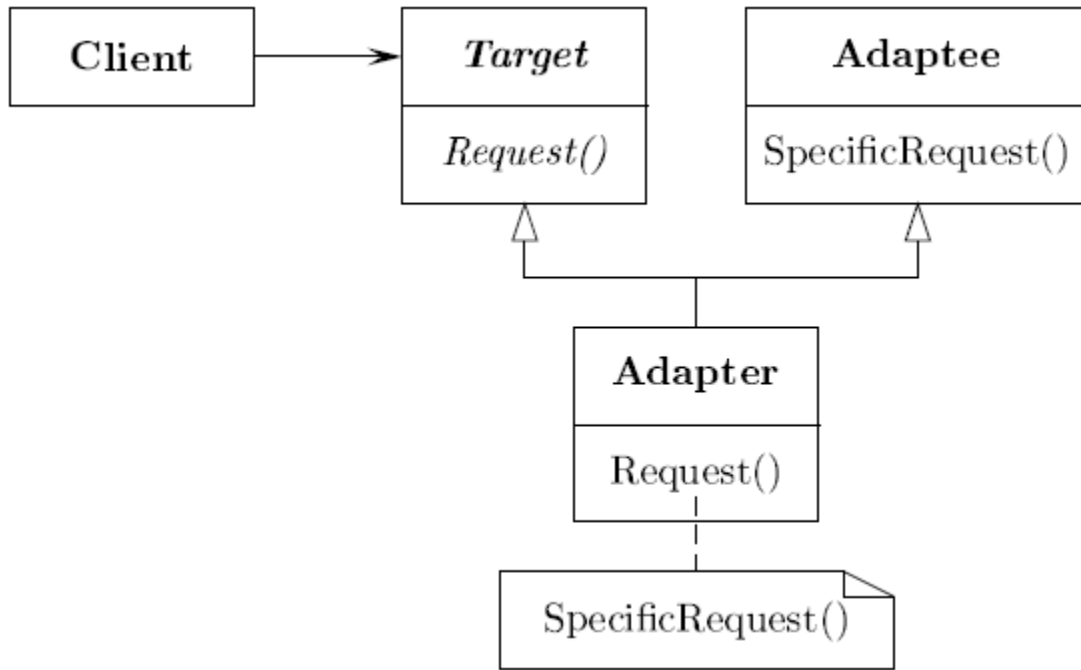 Client
Target
Adaptee
Request()
SpecificRequest()
Adapter
Request()
SpecificRequest()